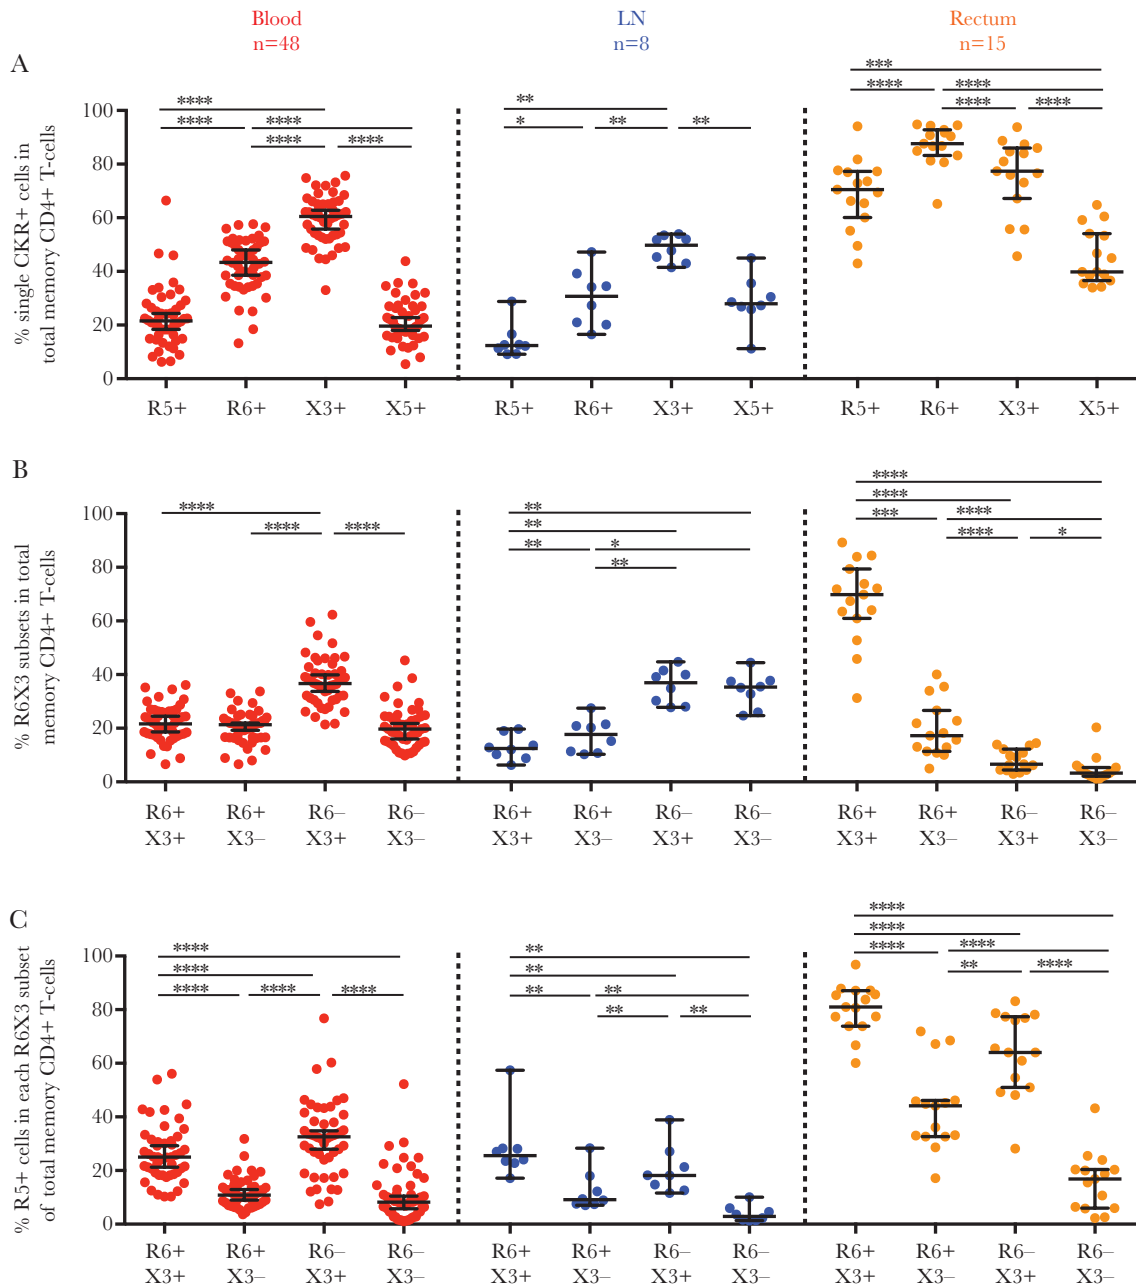 Blood
n=48
LN
n=8
Rectum
n=15
A
% single CKR+ cells in
total memory CD4+ T-cells
100
80
60
40
20
0
****
**** ****
**** ****
**
* ** **
***
**** ****
**** ****
R5+ R6+ X3+ X5+
R5+ R6+ X3+ X5+
R5+ R6+ X3+ X5+
B
% R6X3 subsets in total
memory CD4+ T-cells
100
80
60
40
20
0
****
**** ****
**
**
** *
**
****
****
*** ****
**** *
R6+ R6+ R6– R6–
X3+ X3– X3+ X3–
R6+ R6+ R6– R6–
X3+ X3– X3+ X3–
R6+ R6+ R6– R6–
X3+ X3– X3+ X3–
C
% R5+ cells in each R6X3 subset
of total memory CD4+ T-cells
100
80
60
40
20
0
****
****
**** **** ****
**
**
** **
** **
****
****
**** ****
** ****
R6+ R6+ R6– R6–
X3+ X3– X3+ X3–
R6+ R6+ R6– R6–
X3+ X3– X3+ X3–
R6+ R6+ R6– R6–
X3+ X3– X3+ X3–